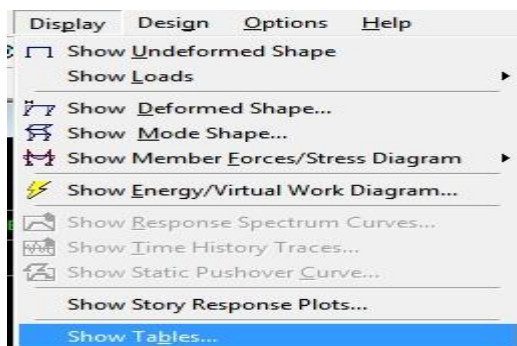 Display Design Options Help
Show Undeformed Shape
Show Loads
Show Deformed Shape...
Show Mode Shape...
Show Member Forces/Stress Diagram
Show Energy/Virtual Work Diagram...
Show Response Spectrum Curves...
Show Time History Traces...
Show Static Pushover Curve...
Show Story Response Plots...
Show Tables...